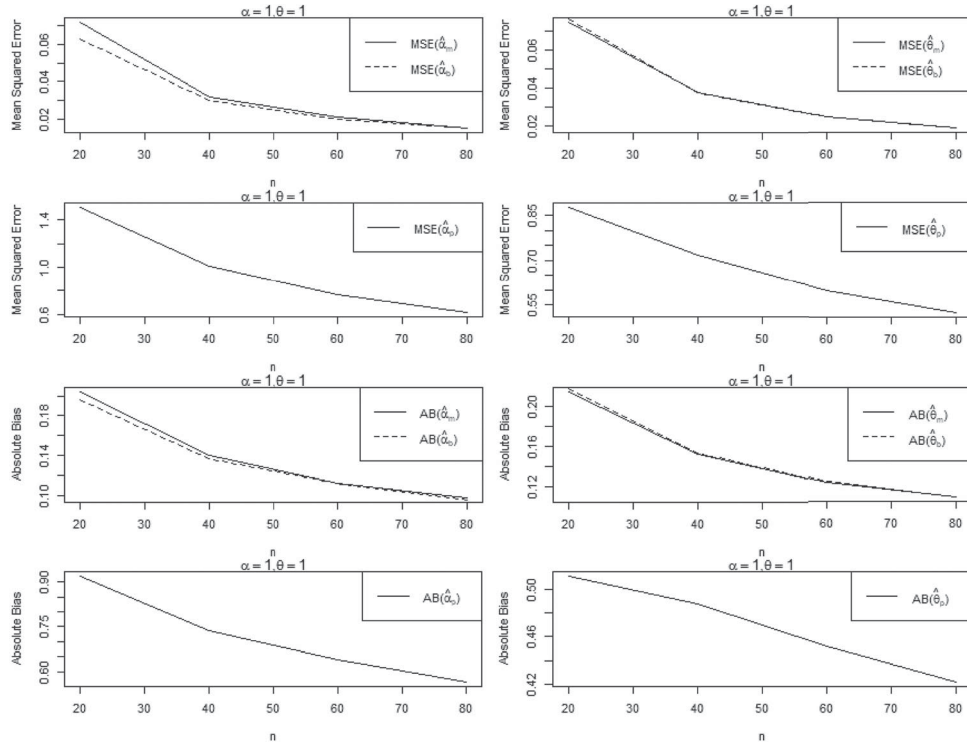 α = 1,θ = 1
Mean Squared Error
0.02 0.04 0.06
MSE(α̂ₘ)
MSE(α̂b)
20 30 40 50 60 70 80
n
α = 1,θ = 1
Mean Squared Error
0.02 0.04 0.06
MSE(θ̂ₘ)
MSE(θ̂b)
20 30 40 50 60 70 80
n
α = 1,θ = 1
Mean Squared Error
0.6 1.0 1.4
MSE(α̂ₚ)
20 30 40 50 60 70 80
n
α = 1,θ = 1
Mean Squared Error
0.55 0.70 0.85
MSE(θ̂ₚ)
20 30 40 50 60 70 80
n
α = 1,θ = 1
Absolute Bias
0.10 0.14 0.18
AB(α̂ₘ)
AB(α̂b)
20 30 40 50 60 70 80
n
α = 1,θ = 1
Absolute Bias
0.12 0.16 0.20
AB(θ̂ₘ)
AB(θ̂b)
20 30 40 50 60 70 80
n
α = 1,θ = 1
Absolute Bias
0.60 0.75 0.90
AB(α̂ₚ)
20 30 40 50 60 70 80
n
α = 1,θ = 1
Absolute Bias
0.42 0.46 0.50
AB(θ̂ₚ)
20 30 40 50 60 70 80
n